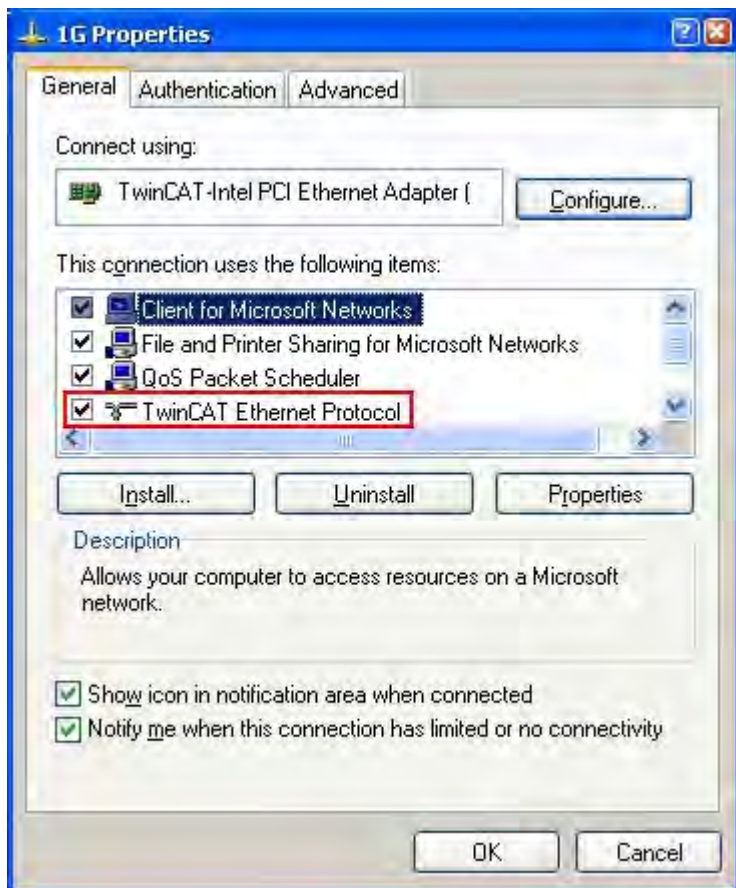 1G Properties
General Authentication Advanced
Connect using:
TwinCAT-Intel PCI Ethernet Adapter (
Configure...
This connection uses the following items:
Client for Microsoft Networks
File and Printer Sharing for Microsoft Networks
QoS Packet Scheduler
TwinCAT Ethernet Protocol
Install... Uninstall Properties
Description
Allows your computer to access resources on a Microsoft
network.
Show icon in notification area when connected
Notify me when this connection has limited or no connectivity
OK Cancel